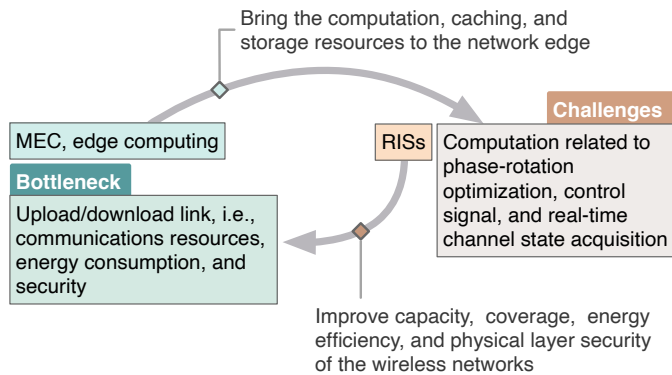 Bring the computation, caching, and
storage resources to the network edge
Challenges
MEC, edge computing
RISs
Computation related to
phase-rotation
optimization, control
signal, and real-time
channel state acquisition
Bottleneck
Upload/download link, i.e.,
communications resources,
energy consumption, and
security
Improve capacity, coverage, energy
efficiency, and physical layer security
of the wireless networks